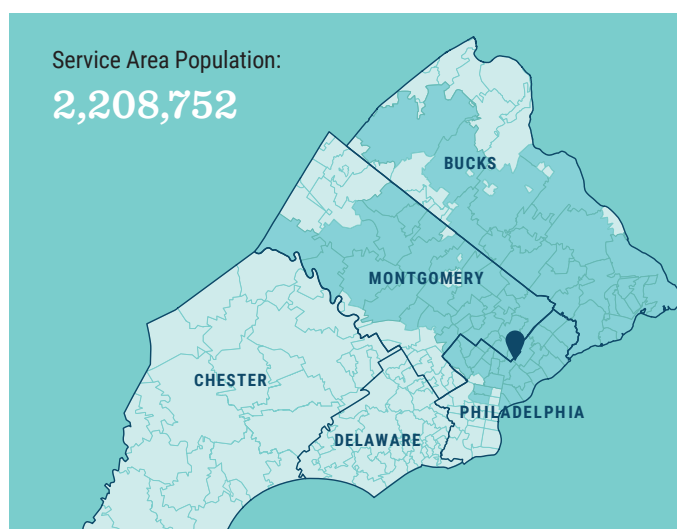 Service Area Population:
2,208,752
BUCKS
MONTGOMERY
CHESTER
PHILADELPHIA
DELAWARE